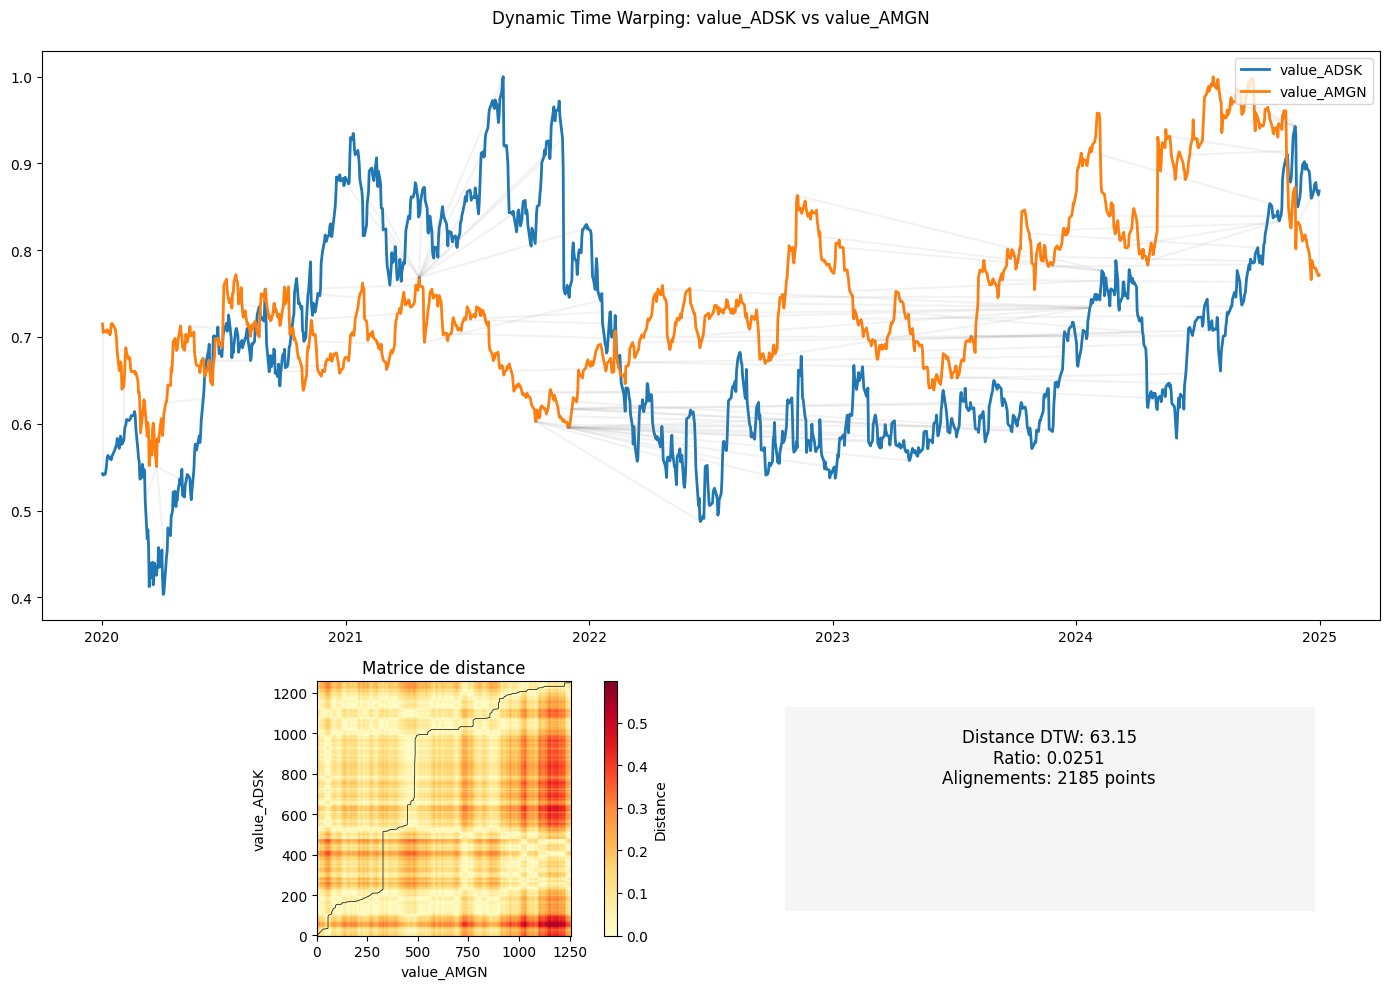 Dynamic Time Warping: value_ADSK vs value_AMGN
value_ADSK
value_AMGN
1.0
0.9
0.8
0.7
0.6
0.5
0.4
2020 2021 2022 2023 2024 2025
Matrice de distance
value_ADSK
1200
1000
800
600
400
200
0
0 250 500 750 1000 1250
value_AMGN
0.5
0.4
0.3
0.2
0.1
0.0
Distance
Distance DTW: 63.15
Ratio: 0.0251
Alignements: 2185 points